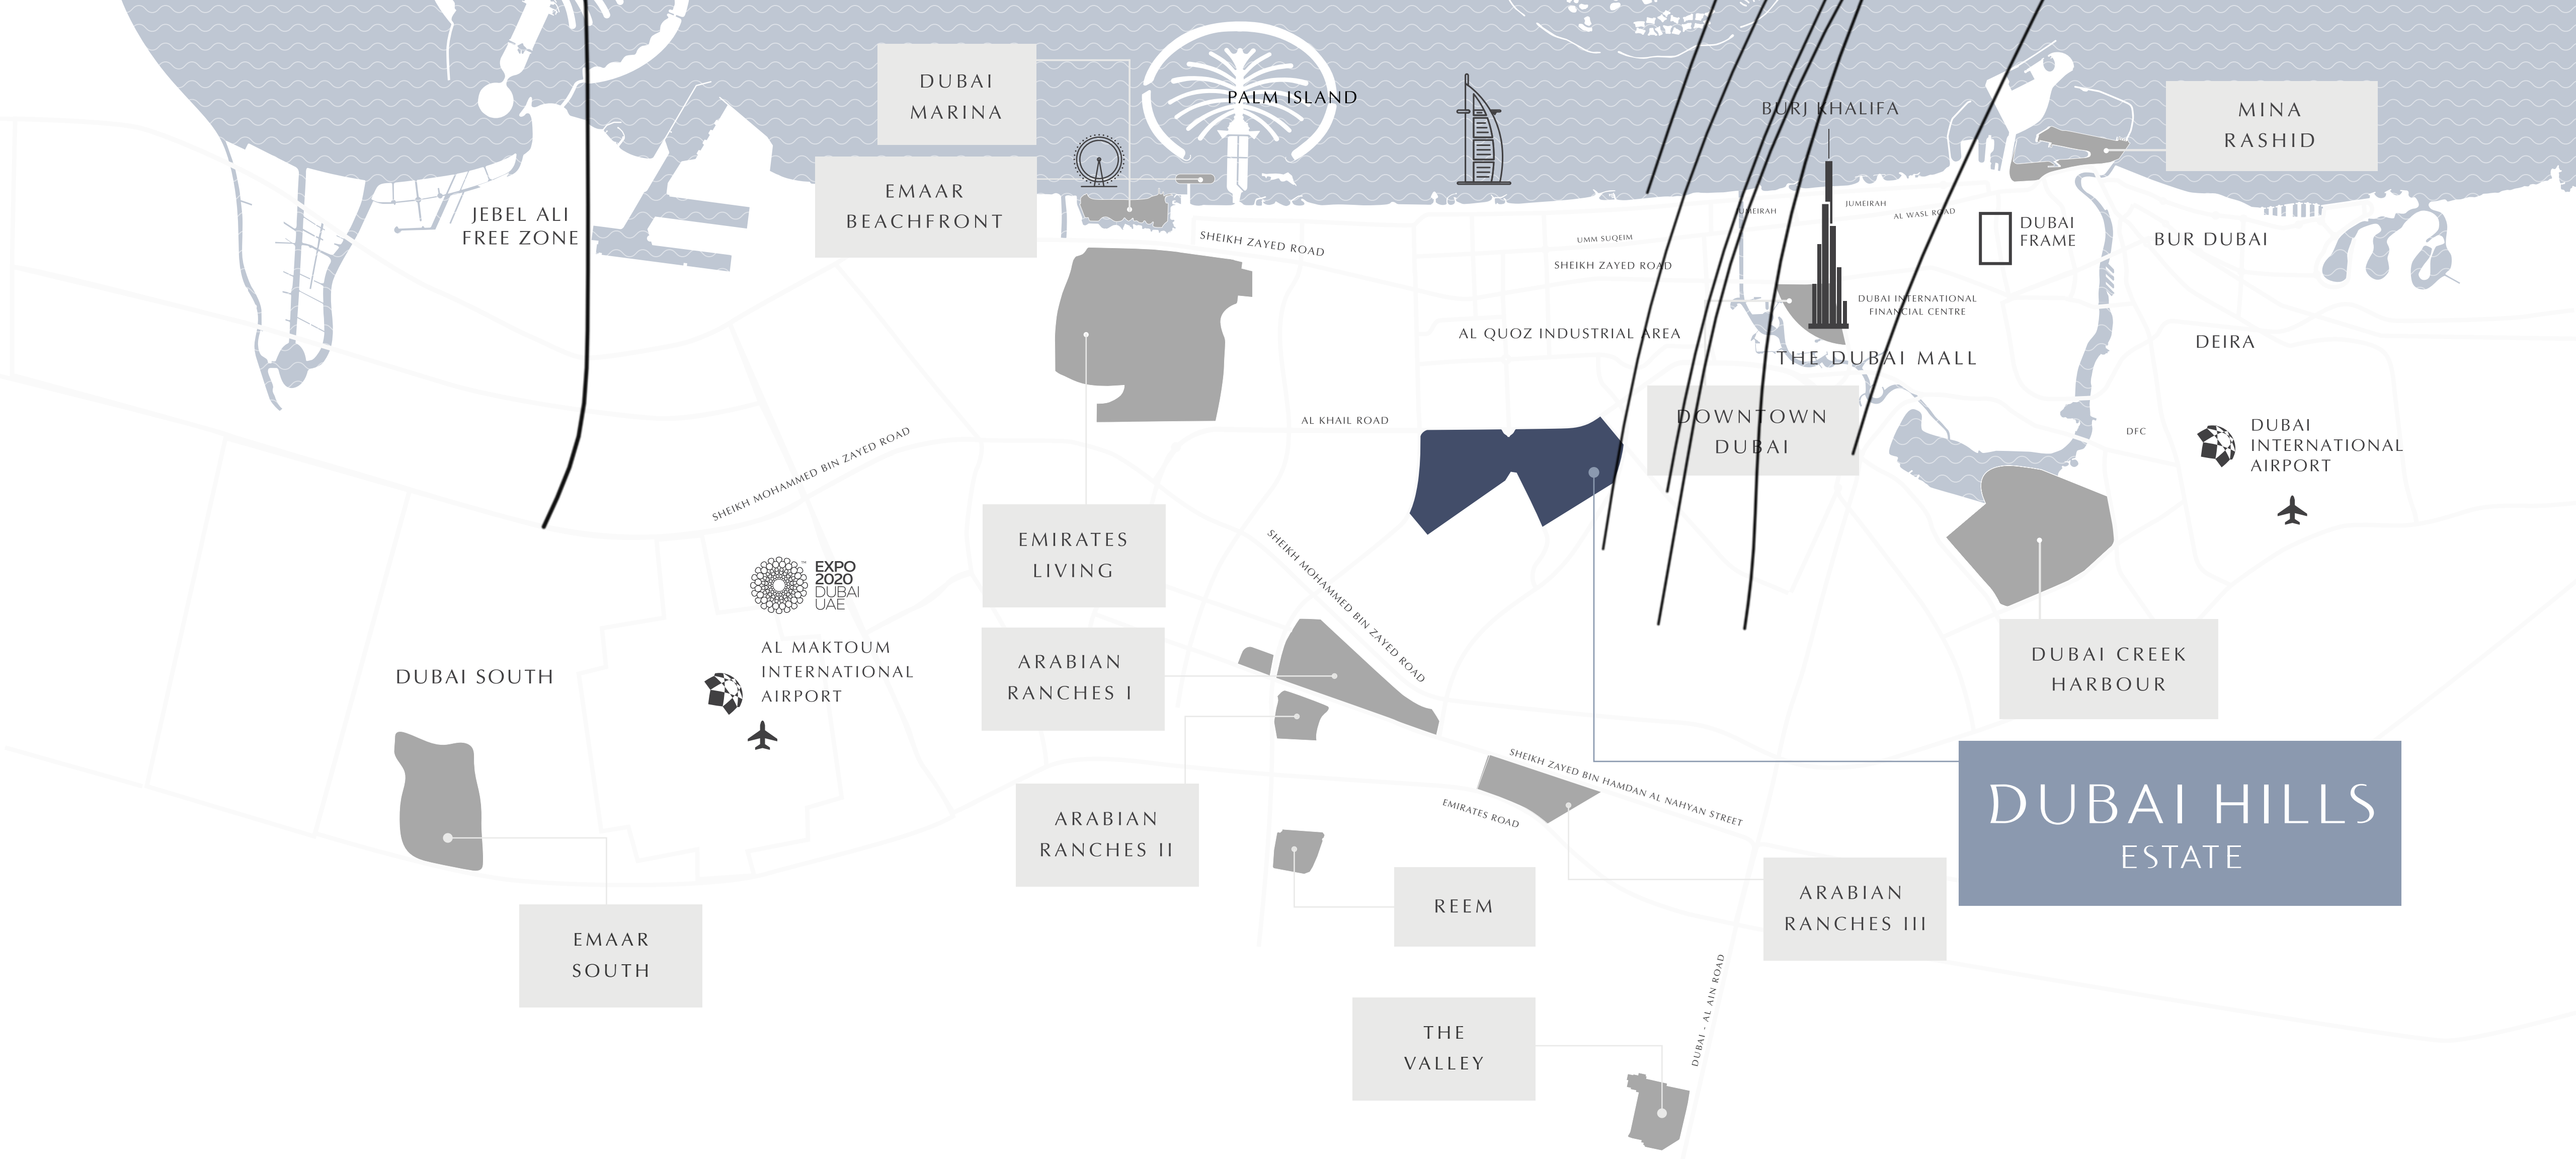 DUBAI
MARINA
PALM ISLAND
BURJ KHALIFA
MINA
RASHID
EMAAR
BEACHFRONT
JEBEL ALI
FREE ZONE
SHEIKH ZAYED ROAD
UMM SUQEIM
SHEIKH ZAYED ROAD
UMEIRAH
JUMEIRAH
AL WASL ROAD
DUBAI
FRAME
BUR DUBAI
DUBAI INTERNATIONAL
FINANCIAL CENTRE
AL QUOZ INDUSTRIAL AREA
THE DUBAI MALL
DEIRA
AL KHAIL ROAD
DOWNTOWN
DUBAI
DFC
DUBAI
INTERNATIONAL
AIRPORT
SHEIKH MOHAMMED BIN ZAYED ROAD
EMIRATES
LIVING
SHEIKH MOHAMMED BIN ZAYED ROAD
EXPO
2020
DUBAI
UAE
™
AL MAKTOUM
INTERNATIONAL
AIRPORT
DUBAI SOUTH
ARABIAN
RANCHES I
DUBAI CREEK
HARBOUR
SHEIKH ZAYED BIN HAMDAN AL NAHYAN STREET
EMIRATES ROAD
DUBAI HILLS
ESTATE
ARABIAN
RANCHES II
REEM
ARABIAN
RANCHES III
EMAAR
SOUTH
DUBAI - AL AIN ROAD
THE
VALLEY